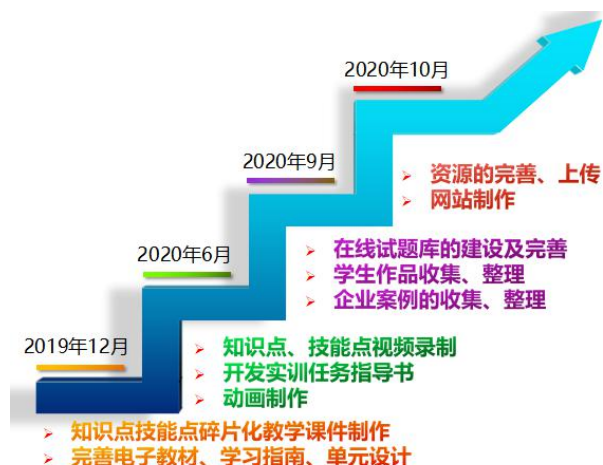 2020年10月
资源的完善、上传
网站制作
2020年9月
在线试题库的建设及完善
学生作品收集、整理
企业案例的收集、整理
2020年6月
知识点、技能点视频录制
开发实训任务指导书
动画制作
2019年12月
知识点技能点碎片化教学课件制作
完善电子教材、学习指南、单元设计